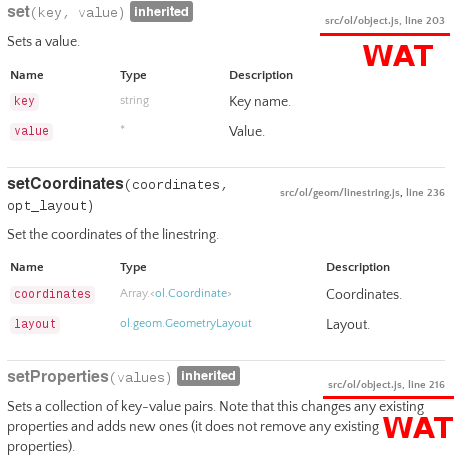 set(key, value) inherited
src/ol/object.js, line 203
WAT
Sets a value.
Name Type Description
key string Key name.
value * Value.
setCoordinates(coordinates,
opt_layout)
src/ol/geom/linestring.js, line 236
Set the coordinates of the linestring.
Name Type Description
coordinates Array.<ol.Coordinate> Coordinates.
layout ol.geom.GeometryLayout Layout.
setProperties(values) inherited
src/ol/object.js, line 216
Sets a collection of key-value pairs. Note that this changes any existing
properties and adds new ones (it does not remove any existing
properties).
WAT